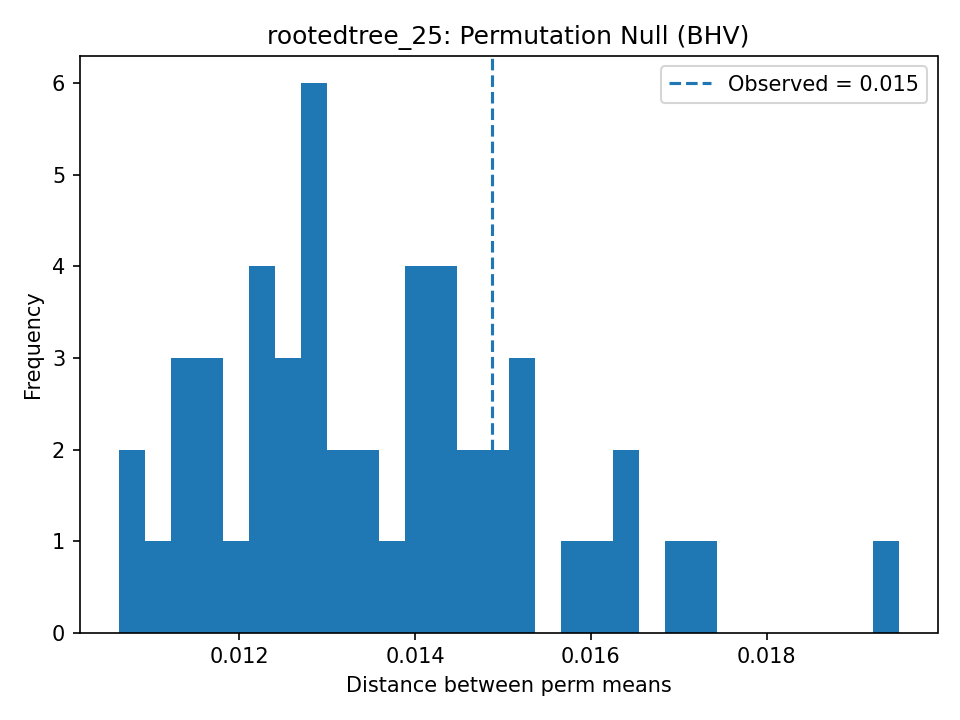 rootedtree_25: Permutation Null (BHV)
Observed = 0.015
6
5
4
3
2
1
0
Frequency
0.012 0.014 0.016 0.018
Distance between perm means